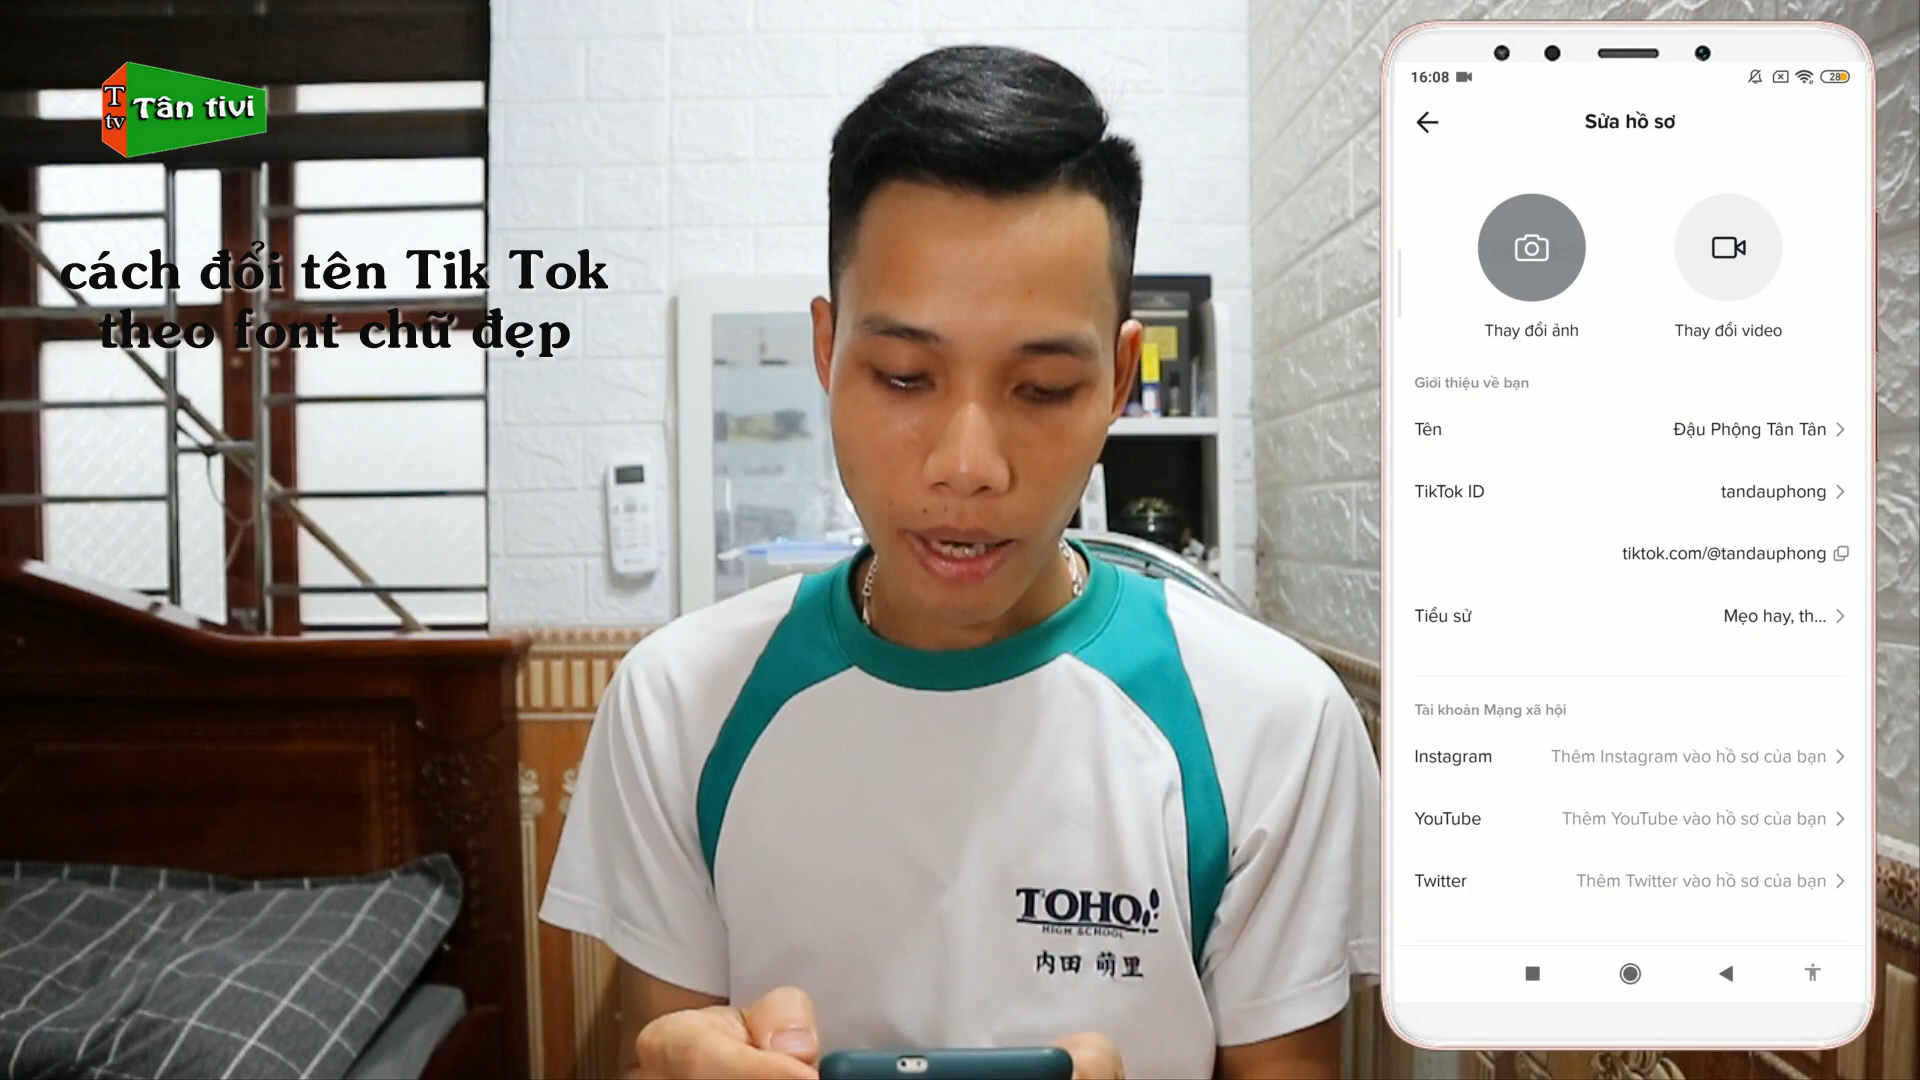 T
tv
Tân tivi
cách đổi tên Tik Tok
theo font chữ đẹp
TOHO
HIGH SCHOOL
内田 萌里
16:08
28
Sửa hồ sơ
Thay đổi ảnh
Thay đổi video
Giới thiệu về bạn
Tên
Đậu Phộng Tân Tân
TikTok ID
tandauphong
tiktok.com/@tandauphong
Tiểu sử
Mẹo hay, th...
Tài khoản Mạng xã hội
Instagram
Thêm Instagram vào hồ sơ của bạn
YouTube
Thêm YouTube vào hồ sơ của bạn
Twitter
Thêm Twitter vào hồ sơ của bạn